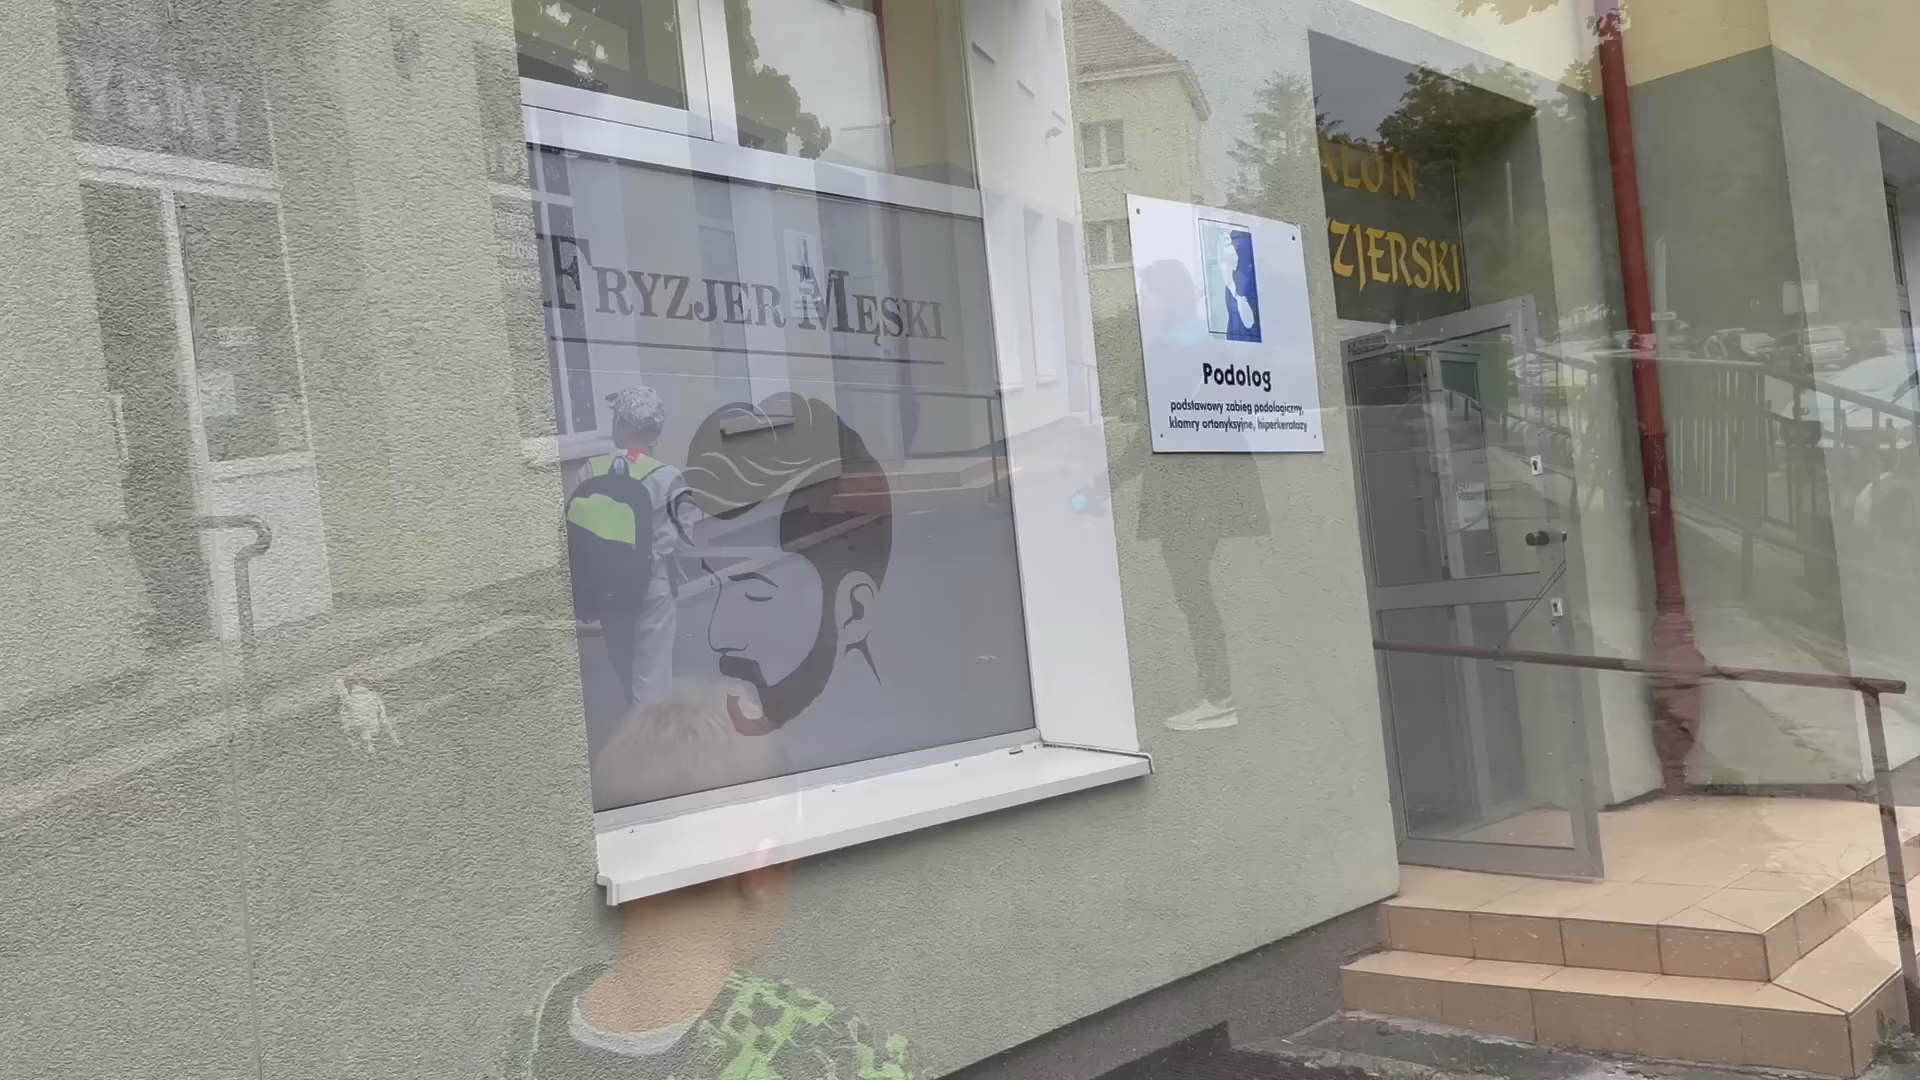 Fryzjer Męski
Podolog
podstawowy zabieg podologiczny,
klamry ortonyksyjne, hiperkeratozy
ALON
ZJERSKI